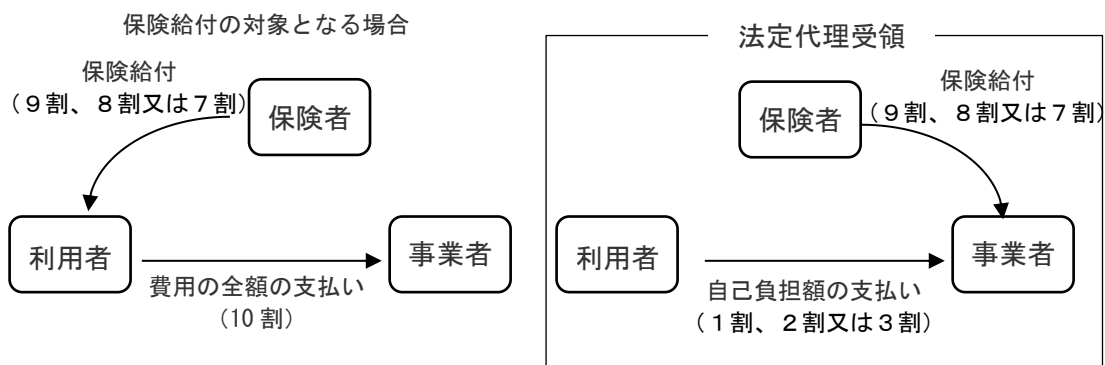 保険給付の対象となる場合
保険給付
(９割、８割又は７割)
保険者
利用者
事業者
費用の全額の支払い
(10 割)
法定代理受領
保険給付
(９割、８割又は７割)
保険者
利用者
事業者
自己負担額の支払い
(１割、２割又は３割)